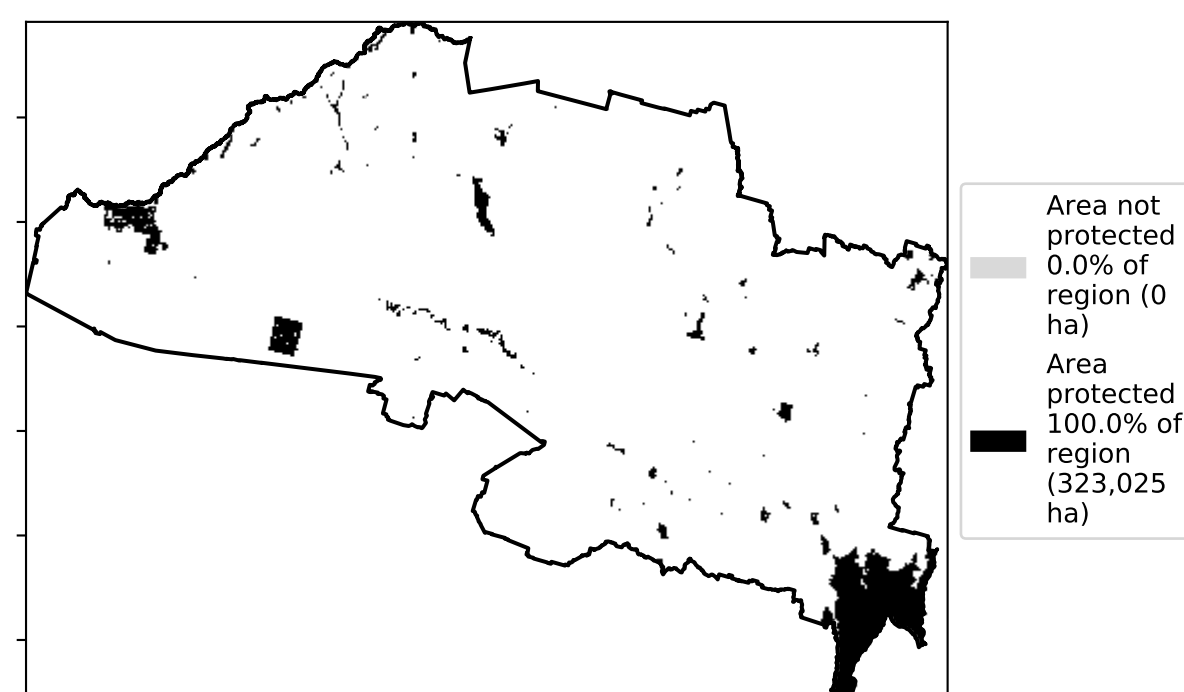 Area not
protected
0.0% of
region (0
ha)
Area
protected
100.0% of
region
(323,025
ha)